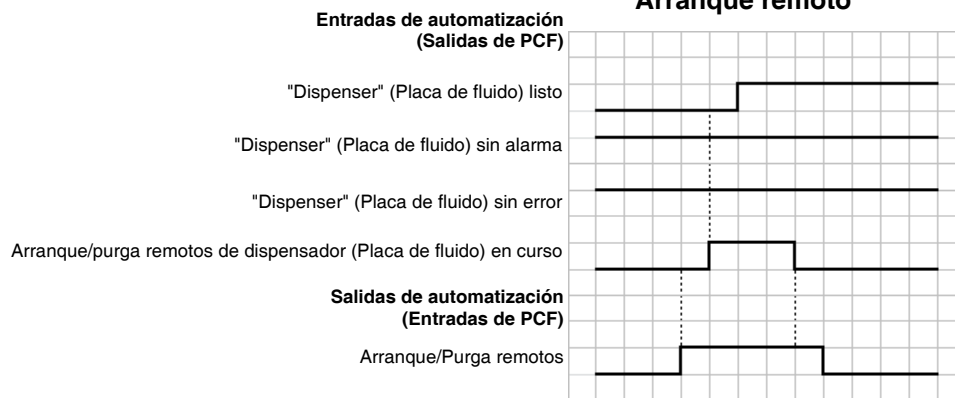 Arranque remoto
Entradas de automatización
(Salidas de PCF)
"Dispenser" (Placa de fluido) listo
"Dispenser" (Placa de fluido) sin alarma
"Dispenser" (Placa de fluido) sin error
Arranque/purga remotos de dispensador (Placa de fluido) en curso
Salidas de automatización
(Entradas de PCF)
Arranque/Purga remotos